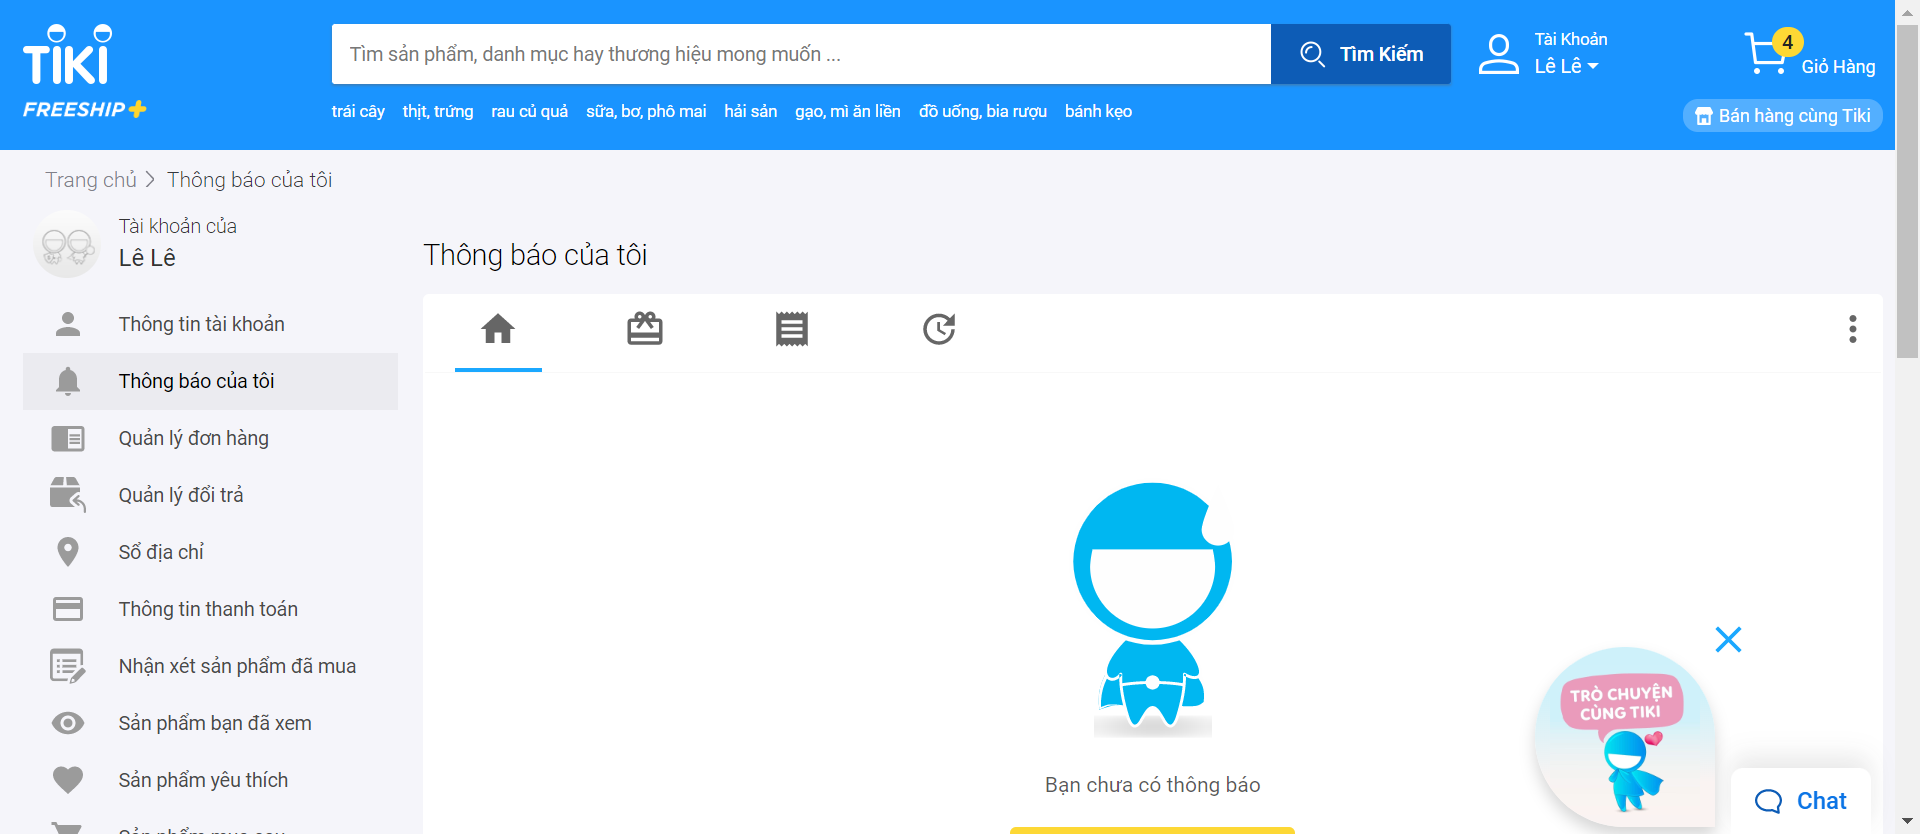 TIKI
FREESHIP+
Tìm sản phẩm, danh mục hay thương hiệu mong muốn ...
Tìm Kiếm
Tài Khoản
Lê Lê
4
Giỏ Hàng
trái cây thịt, trứng rau củ quả sữa, bơ, phô mai hải sản gạo, mì ăn liền đồ uống, bia rượu bánh kẹo
Bán hàng cùng Tiki
Trang chủ > Thông báo của tôi
Tài khoản của
Lê Lê
Thông tin tài khoản
Thông báo của tôi
Quản lý đơn hàng
Quản lý đổi trả
Sổ địa chỉ
Thông tin thanh toán
Nhận xét sản phẩm đã mua
Sản phẩm bạn đã xem
Sản phẩm yêu thích
Thông báo của tôi
Bạn chưa có thông báo
TRÒ CHUYỆN
CÙNG TIKI
Chat